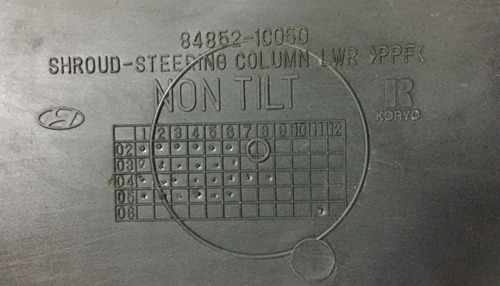 84852-1C050
SHROUD-STEERING COLUMN LWR >PPF<
NON TILT
R
KORYO
1 2 3 4 5 6 7 8 9 10 11 12
02
03
04
05
06